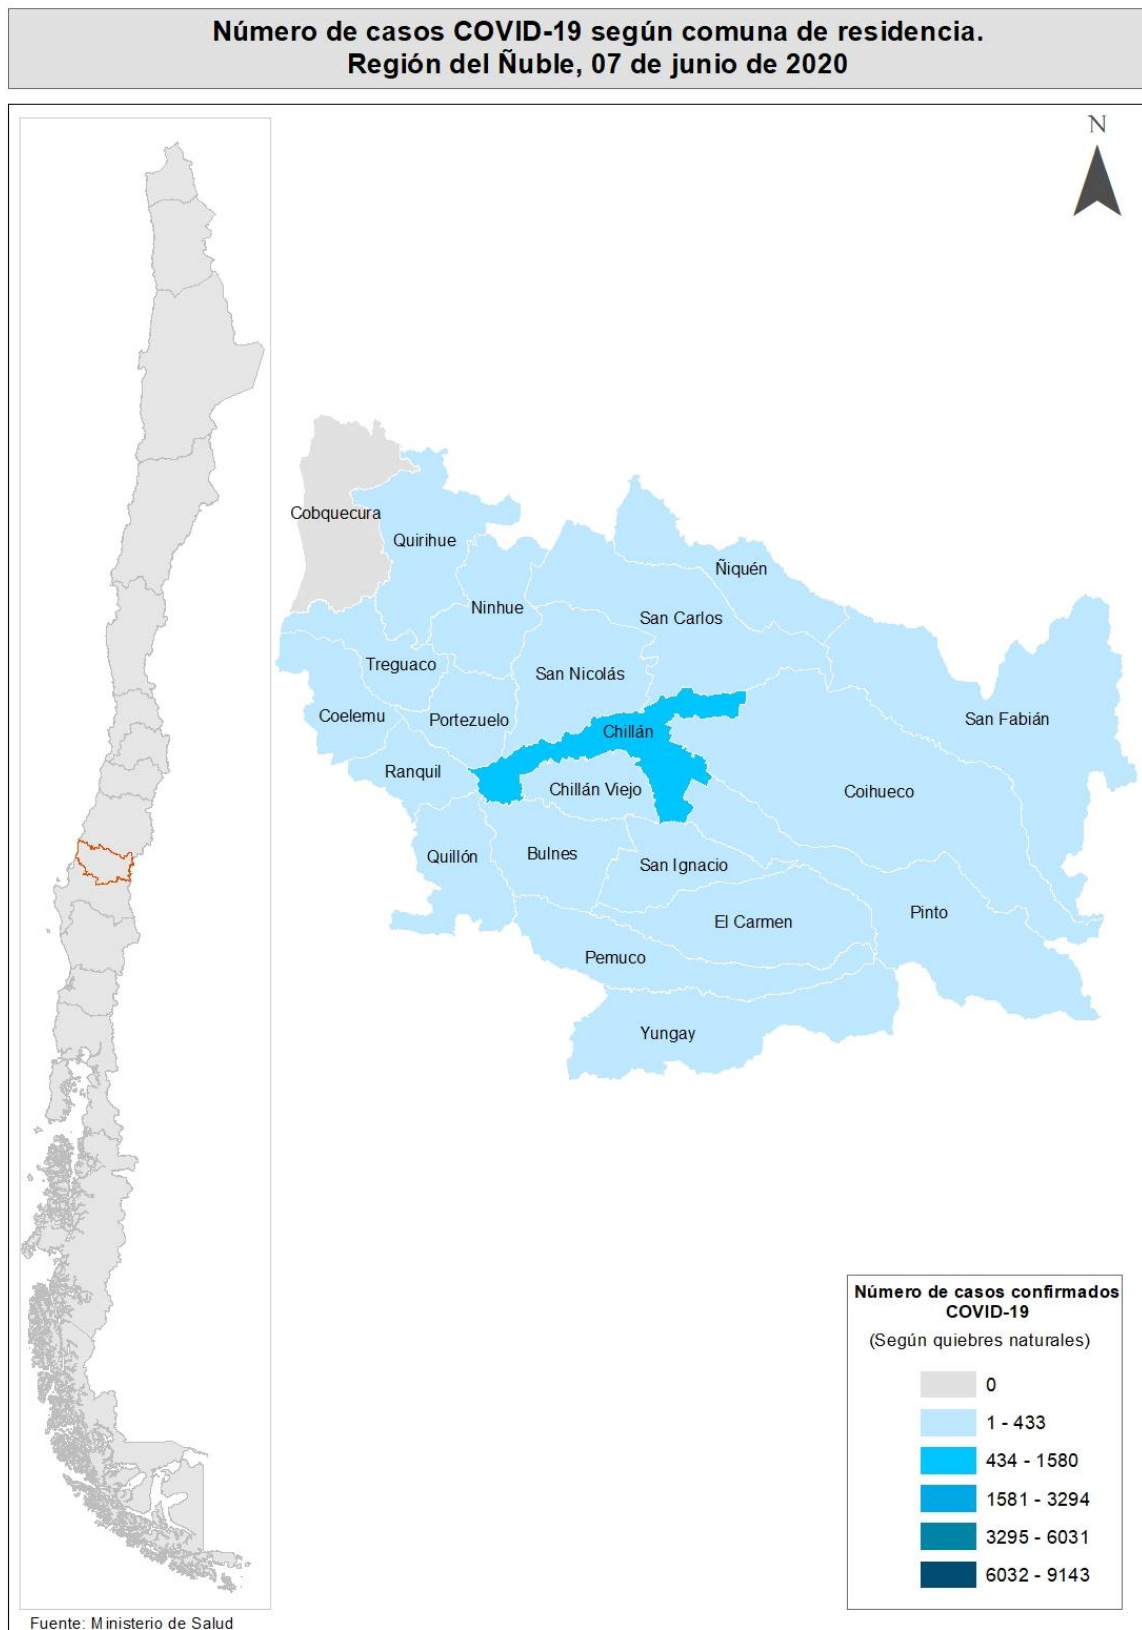 Número de casos COVID-19 según comuna de residencia.
Región del Ñuble, 07 de junio de 2020
N
Cobquecura
Quirihue
Ñiquén
Ninhue
San Carlos
Treguaco
San Nicolás
Coelemu
Portezuelo
San Fabián
Chillán
Ranquil
Chillán Viejo
Coihueco
Quillón
Bulnes
San Ignacio
El Carmen
Pinto
Pemuco
Yungay
Número de casos confirmados
COVID-19
(Según quiebres naturales)
0
1 - 433
434 - 1580
1581 - 3294
3295 - 6031
6032 - 9143
Fuente: Ministerio de Salud